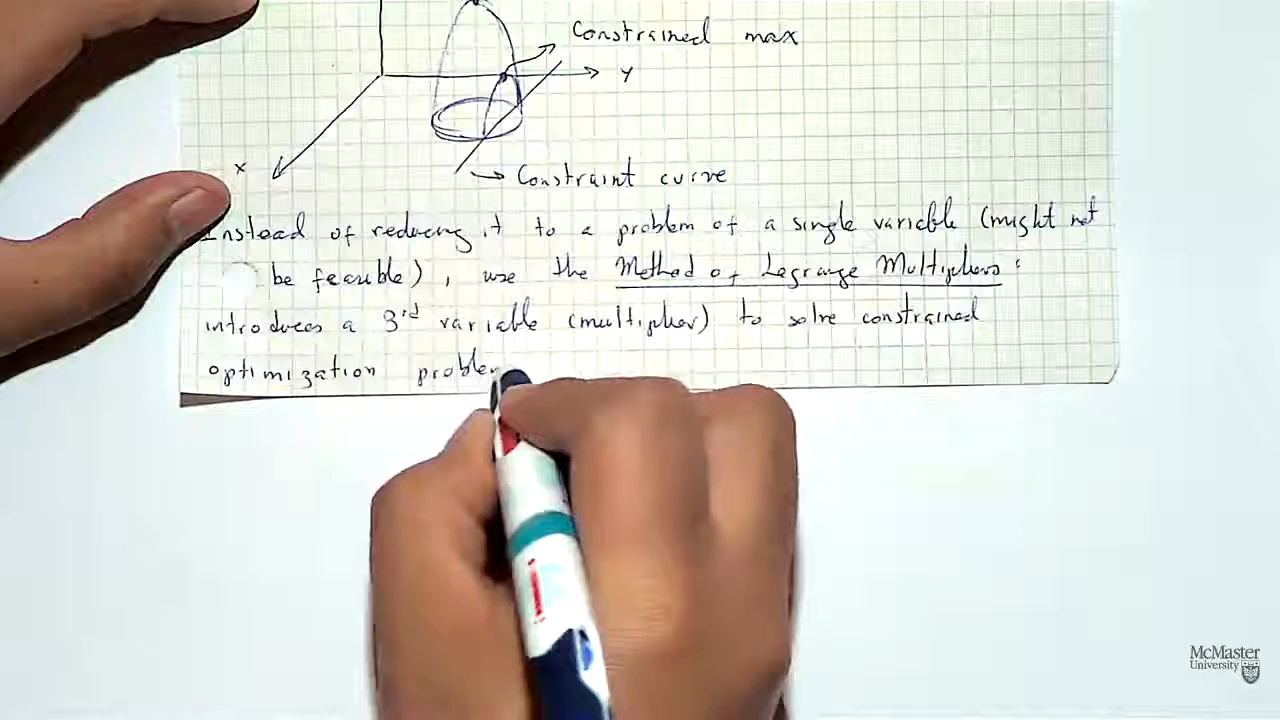 Constrained max
y
x
Constraint curve
Instead of reducing it to a problem of a single variable (might not
be feasible), use the Method of Lagrange Multipliers:
introduces a 3rd variable (multiplier) to solve constrained
optimization problem
McMaster
University